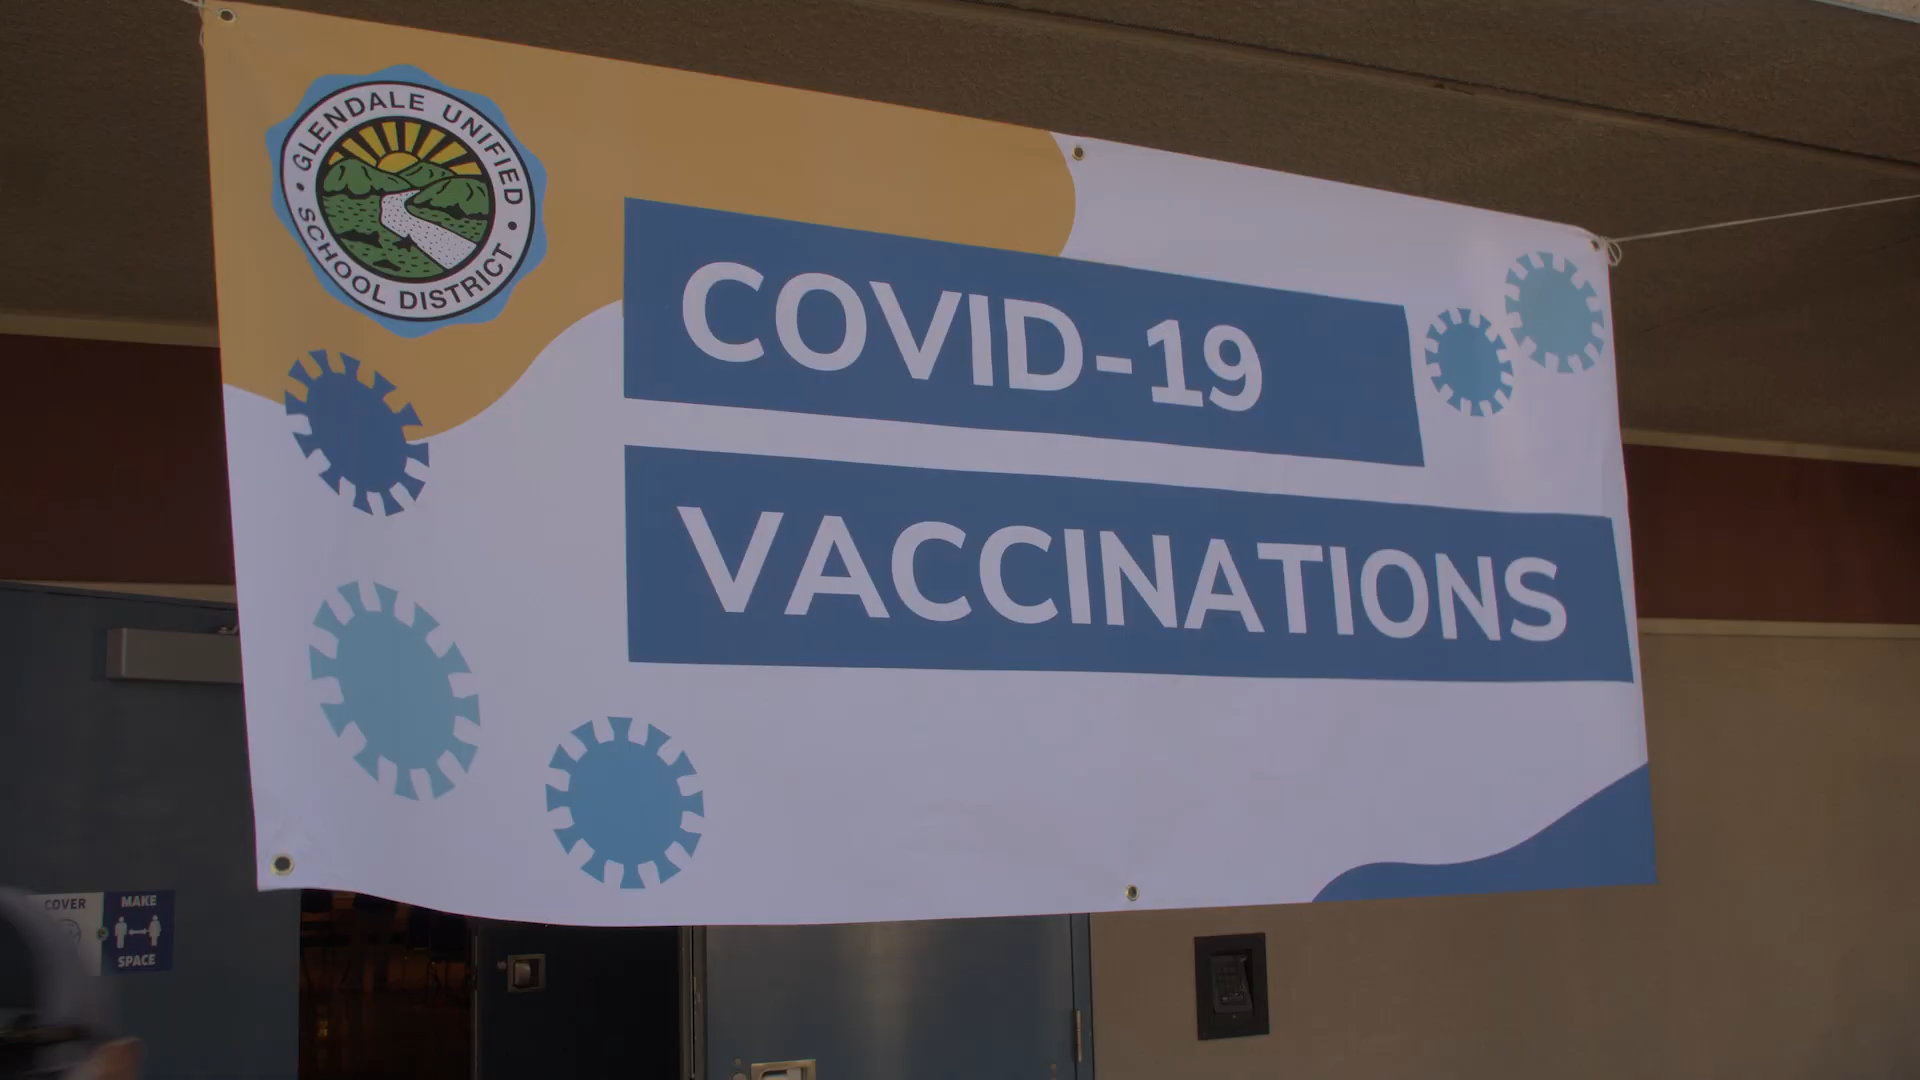 GLENDALE UNIFIED
SCHOOL DISTRICT
COVID-19
VACCINATIONS
COVER
MAKE
SPACE